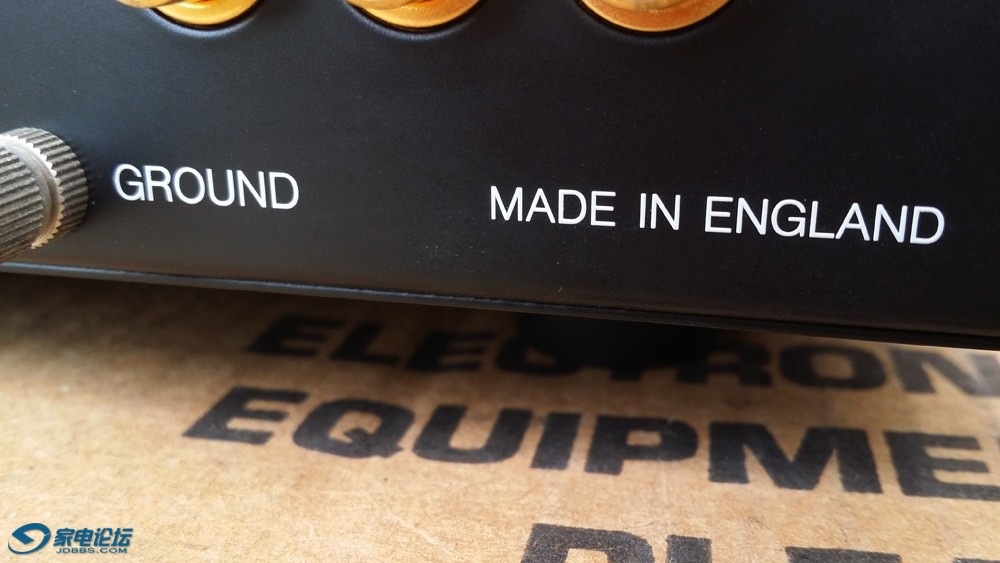 GROUND
MADE IN ENGLAND
EQUIPME
家电论坛
JDBBS.COM